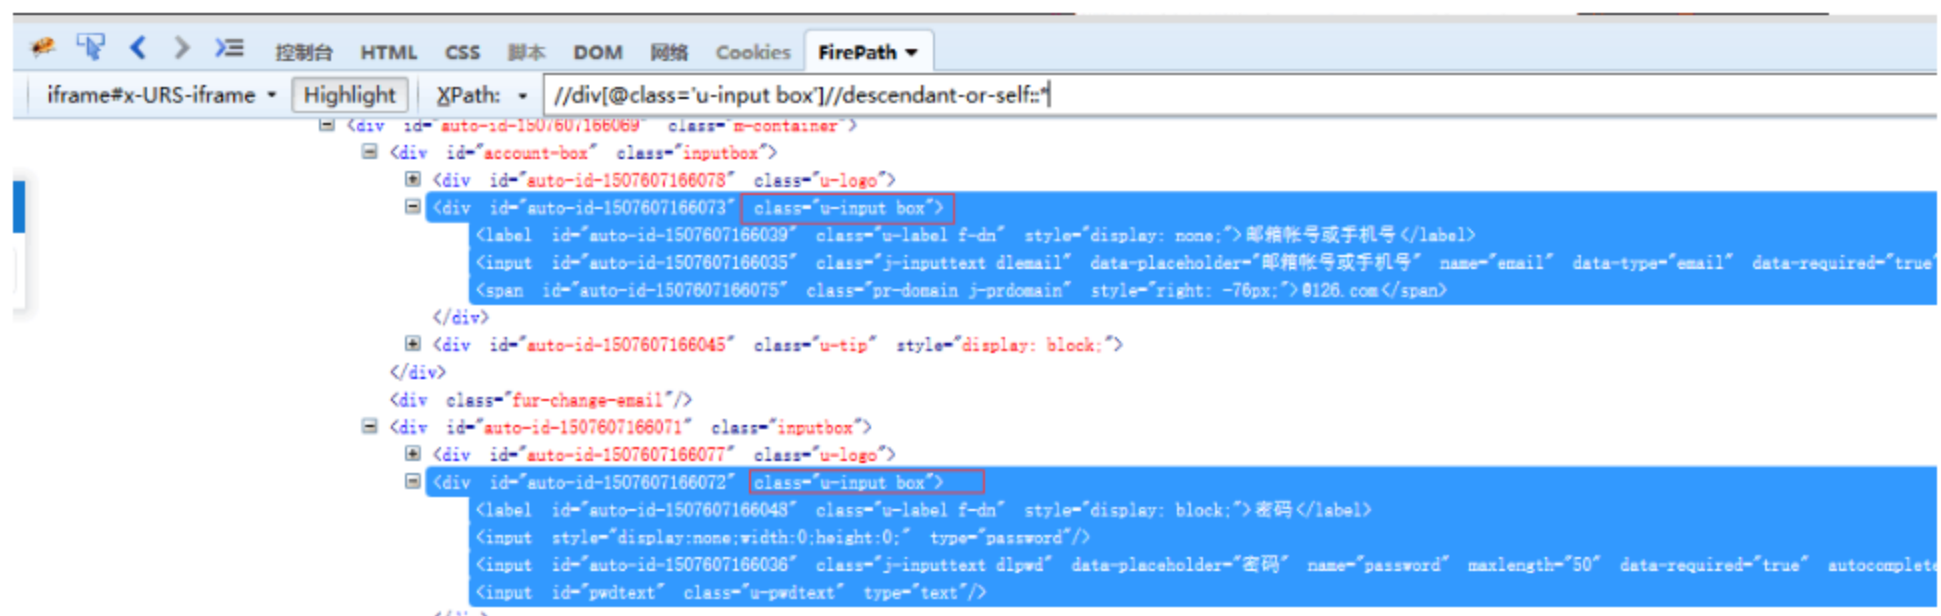 控制台 HTML CSS 脚本 DOM 网络 Cookies FirePath
iframe#x-URS-iframe Highlight XPath: //div[@class='u-input box']//descendant-or-self::*
<div id="auto-id-1507607166069" class="m-container">
<div id="account-box" class="inputbox">
<div id="auto-id-1507607166078" class="u-logo">
<div id="auto-id-1507607166073" class="u-input box">
<label id="auto-id-1507607166039" class="u-label f-dn" style="display: none;">邮箱帐号或手机号</label>
<input id="auto-id-1507607166035" class="j-inputtext dlemail" data-placeholder="邮箱帐号或手机号" name="email" data-type="email" data-required="true"
<span id="auto-id-1507607166075" class="pr-domain j-prdomain" style="right: -76px;">@126.com</span>
</div>
<div id="auto-id-1507607166045" class="u-tip" style="display: block;">
</div>
<div class="fur-change-email"/>
<div id="auto-id-1507607166071" class="inputbox">
<div id="auto-id-1507607166077" class="u-logo">
<div id="auto-id-1507607166072" class="u-input box">
<label id="auto-id-1507607166048" class="u-label f-dn" style="display: block;">密码</label>
<input style="display:none;width:0;height:0;" type="password"/>
<input id="auto-id-1507607166036" class="j-inputtext dlpwd" data-placeholder="密码" name="password" maxlength="50" data-required="true" autocomplete
<input id="pwdtext" class="u-pwdtext" type="text"/>